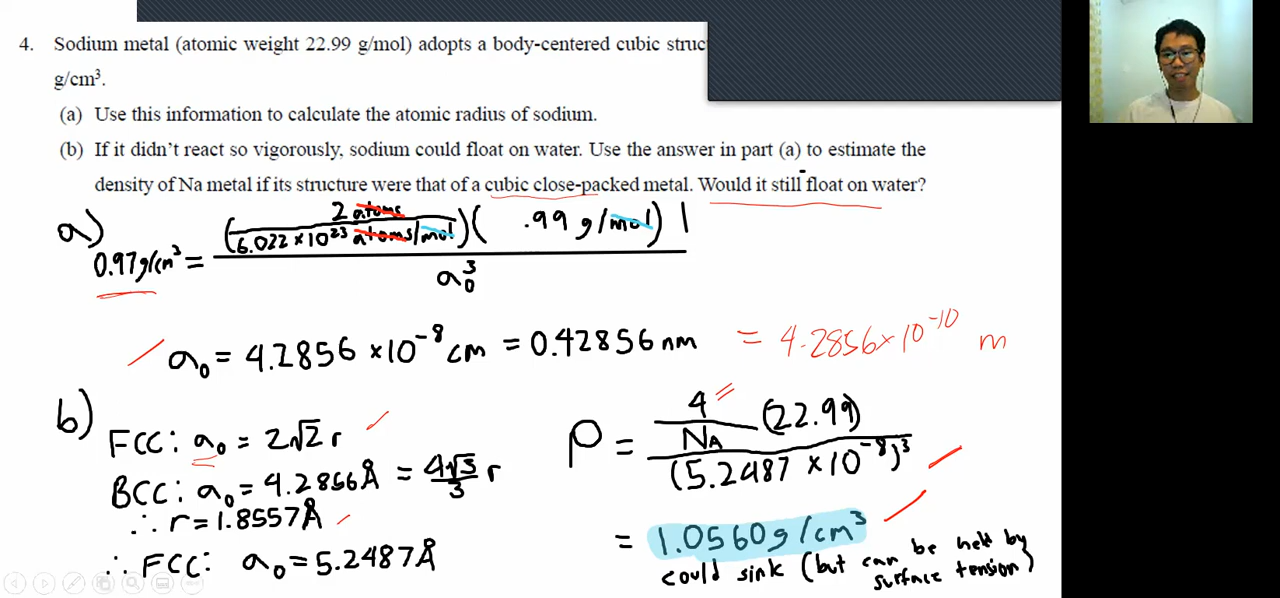 4. Sodium metal (atomic weight 22.99 g/mol) adopts a body-centered cubic struc
g/cm³.
(a) Use this information to calculate the atomic radius of sodium.
(b) If it didn't react so vigorously, sodium could float on water. Use the answer in part (a) to estimate the
density of Na metal if its structure were that of a cubic close-packed metal. Would it still float on water?
a)
0.97g/cm³ = (2 atoms / 6.022 × 10²³ atoms/mol)( .99 g/mol) / a₀³
a₀ = 4.2856 × 10⁻⁸ cm = 0.42856 nm = 4.2856 × 10⁻¹⁰ m
b)
FCC: a₀ = 2√2 r
BCC: a₀ = 4.2856Å = 4√3/3 r
∴ r = 1.8557Å
∴ FCC: a₀ = 5.2487Å
ρ = 4/NA (22.99) / (5.2487 × 10⁻⁸)³
= 1.0560g/cm³
could sink (but can be held by
surface tension)